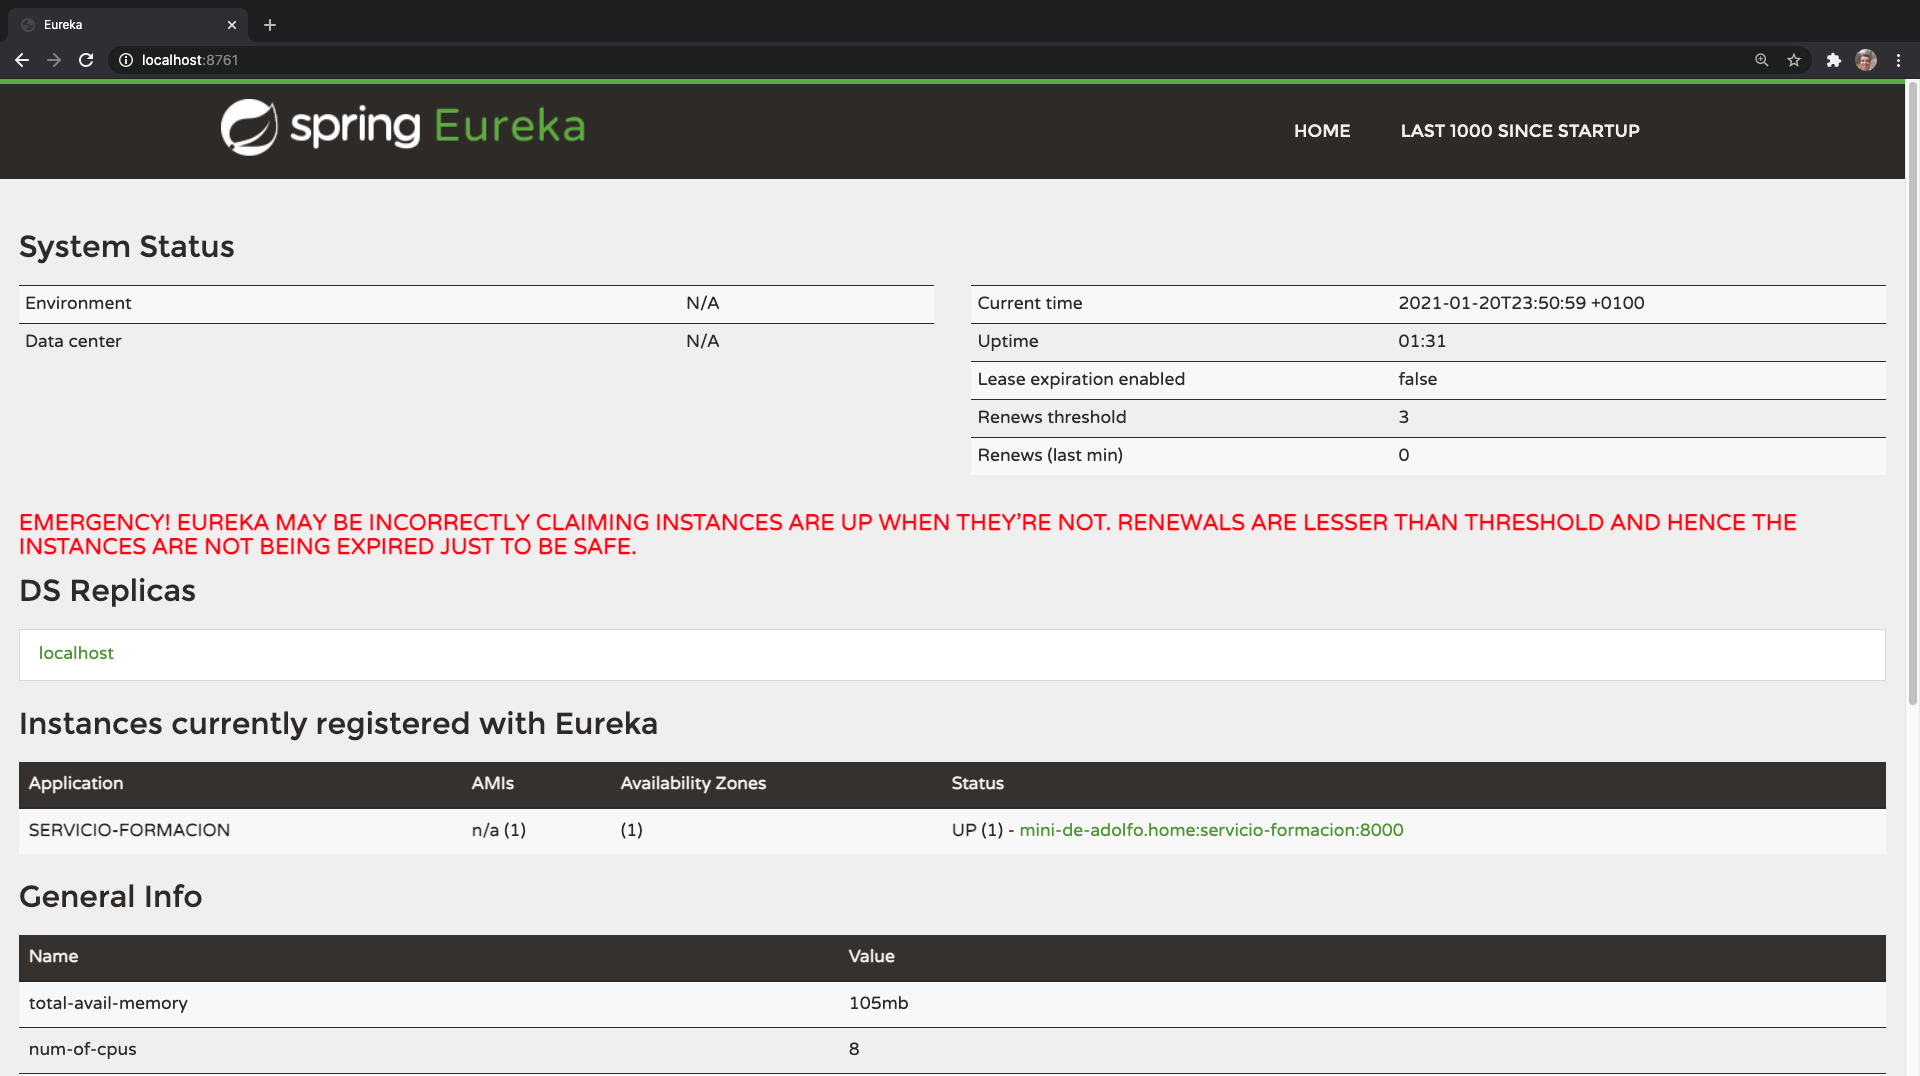 Eureka
localhost:8761
spring Eureka
HOME
LAST 1000 SINCE STARTUP
System Status
Environment N/A
Data center N/A
Current time 2021-01-20T23:50:59 +0100
Uptime 01:31
Lease expiration enabled false
Renews threshold 3
Renews (last min) 0
EMERGENCY! EUREKA MAY BE INCORRECTLY CLAIMING INSTANCES ARE UP WHEN THEY'RE NOT. RENEWALS ARE LESSER THAN THRESHOLD AND HENCE THE
INSTANCES ARE NOT BEING EXPIRED JUST TO BE SAFE.
DS Replicas
localhost
Instances currently registered with Eureka
Application AMIs Availability Zones Status
SERVICIO-FORMACION n/a (1) (1) UP (1) - mini-de-adolfo.home:servicio-formacion:8000
General Info
Name Value
total-avail-memory 105mb
num-of-cpus 8